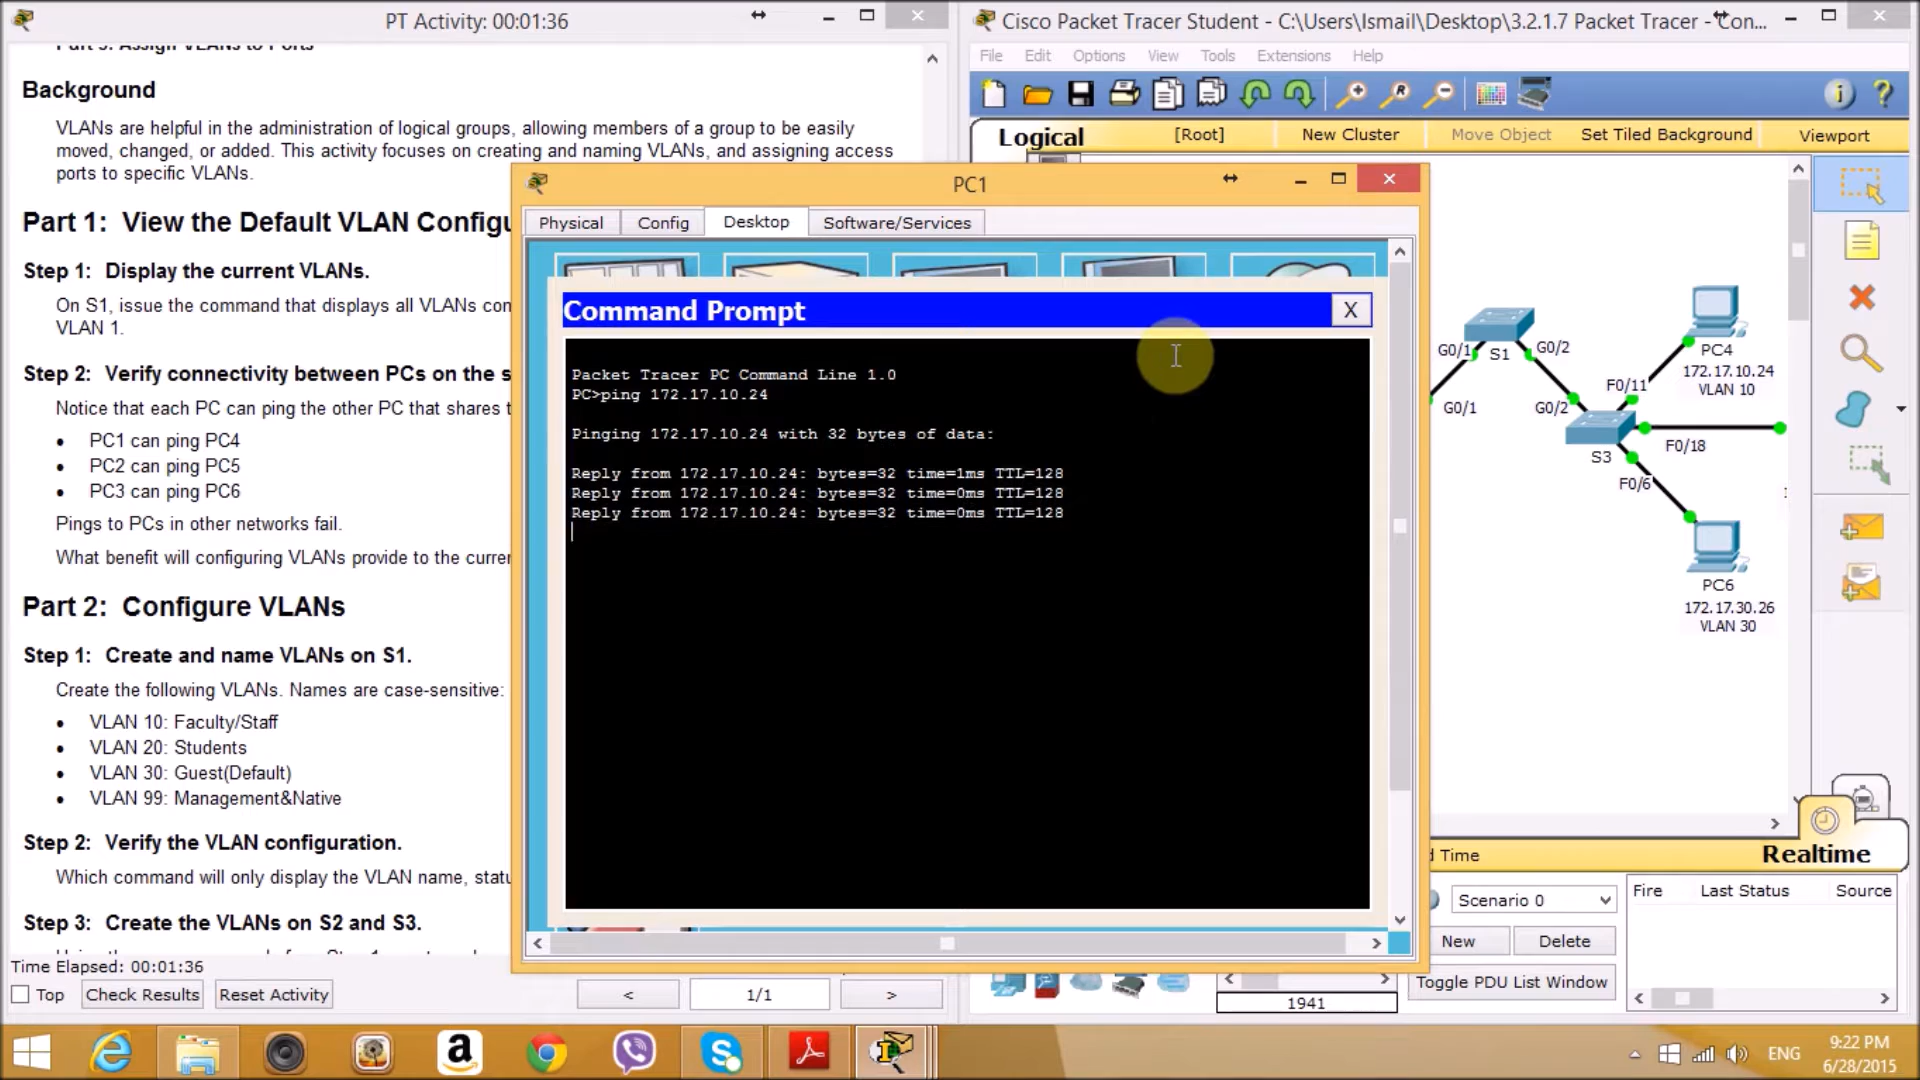 PT Activity: 00:01:36
Part 3: Assign VLANs to Ports
Background
VLANs are helpful in the administration of logical groups, allowing members of a group to be easily
moved, changed, or added. This activity focuses on creating and naming VLANs, and assigning access
ports to specific VLANs.
Part 1: View the Default VLAN Configu
Step 1: Display the current VLANs.
On S1, issue the command that displays all VLANs con
VLAN 1.
Step 2: Verify connectivity between PCs on the s
Notice that each PC can ping the other PC that shares t
• PC1 can ping PC4
• PC2 can ping PC5
• PC3 can ping PC6
Pings to PCs in other networks fail.
What benefit will configuring VLANs provide to the curre
Part 2: Configure VLANs
Step 1: Create and name VLANs on S1.
Create the following VLANs. Names are case-sensitive:
• VLAN 10: Faculty/Staff
• VLAN 20: Students
• VLAN 30: Guest(Default)
• VLAN 99: Management&Native
Step 2: Verify the VLAN configuration.
Which command will only display the VLAN name, statu
Step 3: Create the VLANs on S2 and S3.
Time Elapsed: 00:01:36
Top
Check Results
Reset Activity
<
1/1
>
Cisco Packet Tracer Student - C:\Users\Ismail\Desktop\3.2.1.7 Packet Tracer - Con...
File Edit Options View Tools Extensions Help
Logical
[Root]
New Cluster
Move Object
Set Tiled Background
Viewport
PC1
Physical
Config
Desktop
Software/Services
Command Prompt
X
Packet Tracer PC Command Line 1.0
PC>ping 172.17.10.24
Pinging 172.17.10.24 with 32 bytes of data:
Reply from 172.17.10.24: bytes=32 time=1ms TTL=128
Reply from 172.17.10.24: bytes=32 time=0ms TTL=128
Reply from 172.17.10.24: bytes=32 time=0ms TTL=128
G0/1
S1
G0/2
G0/1
G0/2
PC4
172.17.10.24
VLAN 10
F0/11
F0/18
S3
F0/6
PC6
172.17.30.26
VLAN 30
d Time
Realtime
Scenario 0
New
Delete
Toggle PDU List Window
Fire
Last Status
Source
1941
ENG
9:22 PM
6/28/2015